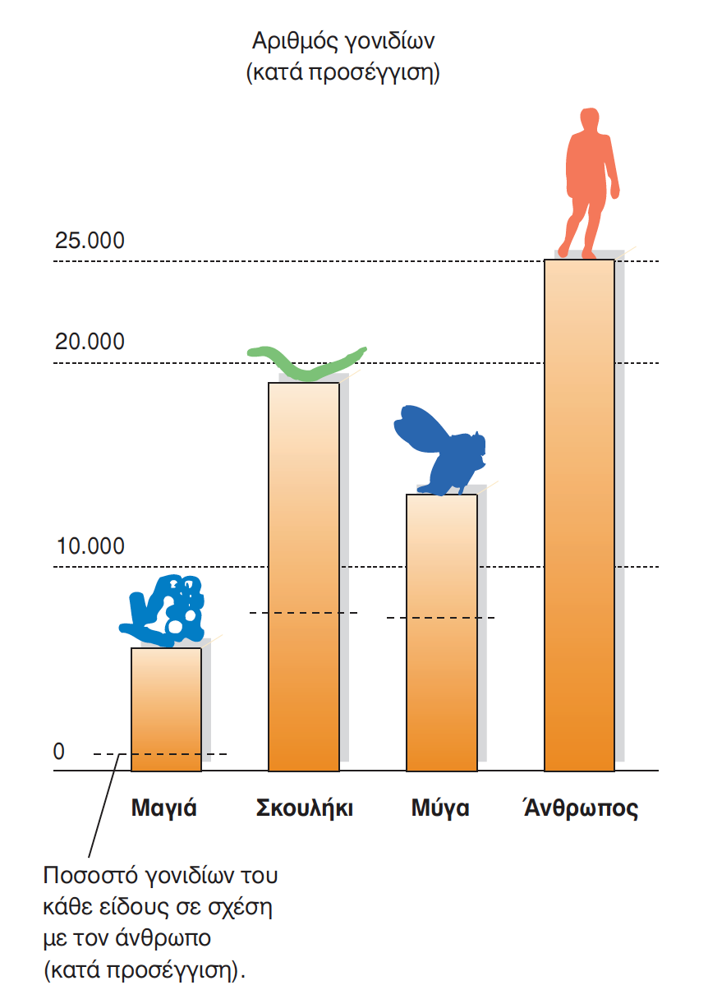 Αριθμός γονιδίων
(κατά προσέγγιση)
25.000
20.000
10.000
0
Μαγιά Σκουλήκι Μύγα Άνθρωπος
Ποσοστό γονιδίων του
κάθε είδους σε σχέση
με τον άνθρωπο
(κατά προσέγγιση).